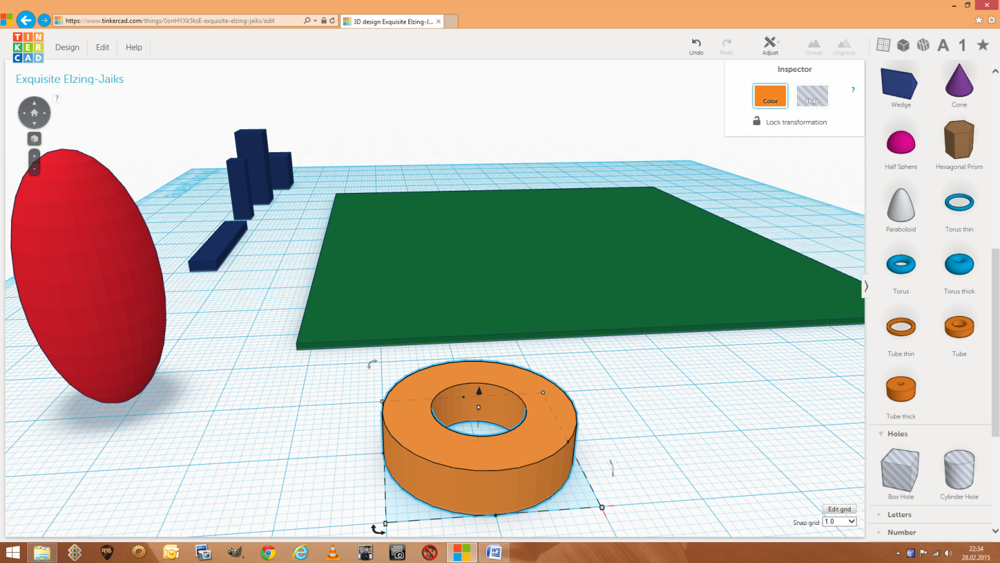 https://www.tinkercad.com/things/0onHYXk5ksE-exquisite-elzing-jaiks/edit
3D design Exquisite Elzing-J...
TIN
KER
CAD
Design
Edit
Help
Undo
Redo
Adjust
Group
Ungroup
A
1
Exquisite Elzing-Jaiks
?
+
-
Inspector
Color
Hole
?
Lock transformation
Wedge
Cone
Half Sphere
Hexagonal Prism
Paraboloid
Torus thin
Torus
Torus thick
Tube thin
Tube
Tube thick
Holes
Box Hole
Cylinder Hole
Letters
Number
Edit grid
Snap grid 1.0
22:34
28.02.2015